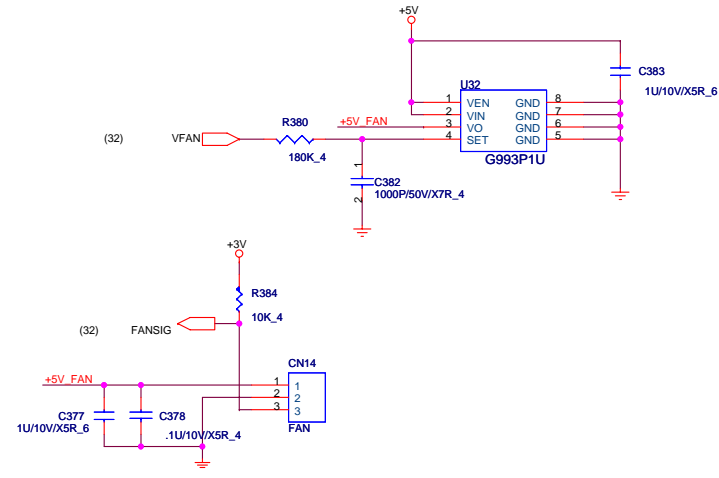 +5V
C383
1U/10V/X5R_6
U32
1 VEN GND 8
2 VIN GND 7
3 VO GND 6
4 SET GND 5
G993P1U
+5V_FAN
(32) VFAN
R380
180K_4
1
C382
1000P/50V/X7R_4
2
+3V
R384
10K_4
(32) FANSIG
CN14
+5V_FAN
1 1
2 2
3 3
FAN
C377
1U/10V/X5R_6
C378
.1U/10V/X5R_4